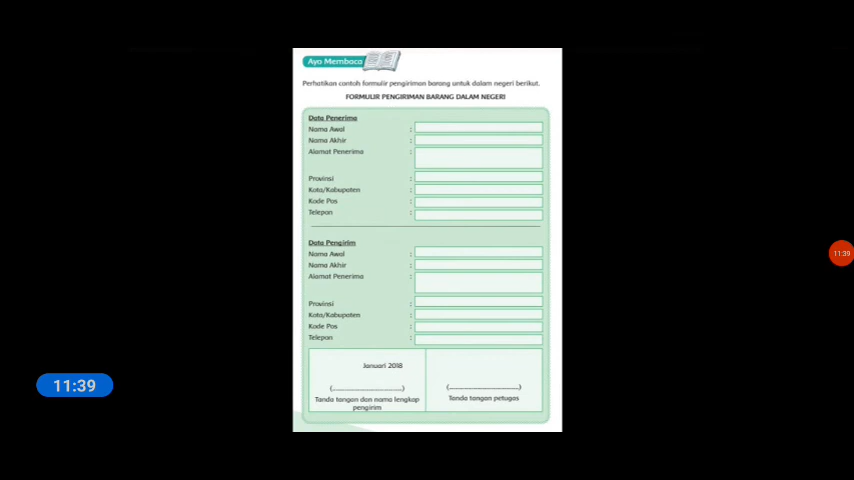 Ayo Membaca
Perhatikan contoh formulir pengiriman barang untuk dalam negeri berikut.
FORMULIR PENGIRIMAN BARANG DALAM NEGERI
Data Penerima
Nama Awal :
Nama Akhir :
Alamat Penerima :
Provinsi :
Kota/Kabupaten :
Kode Pos :
Telepon :
Data Pengirim
Nama Awal :
Nama Akhir :
Alamat Penerima :
Provinsi :
Kota/Kabupaten :
Kode Pos :
Telepon :
Januari 2018
(..............................)
Tanda tangan dan nama lengkap
pengirim
(..............................)
Tanda tangan petugas
11:39
11:39